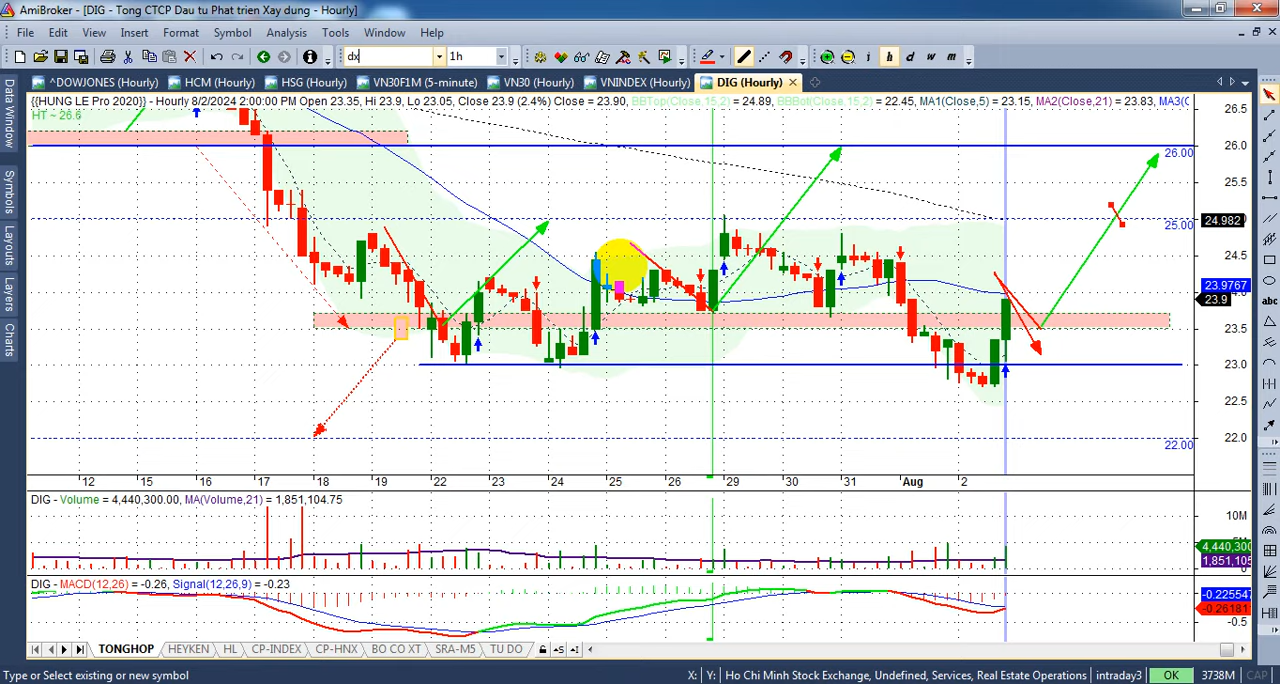 AmiBroker - [DIG - Tong CTCP Dau tu Phat trien Xay dung - Hourly]
File Edit View Insert Format Symbol Analysis Tools Window Help
dx 1h i h d w m
^DOWJONES (Hourly) HCM (Hourly) HSG (Hourly) VN30F1M (5-minute) VN30 (Hourly) VNINDEX (Hourly) DIG (Hourly)
Data Window
Symbols
Layouts
Layers
Charts
{{HUNG LE Pro 2020}} - Hourly 8/2/2024 2:00:00 PM Open 23.35, Hi 23.9, Lo 23.05, Close 23.9 (2.4%) Close = 23.90, BBTop(Close,15,2) = 24.89, BBBot(Close,15,2) = 22.45, MA1(Close,5) = 23.15, MA2(Close,21) = 23.83, MA3(C
HT ~ 26.6
26.5
26.0
26.00
25.5
24.982
25.00
24.5
23.9767
23.9
23.5
23.0
22.5
22.0
22.00
12 15 16 17 18 19 22 23 24 25 26 29 30 31 Aug 2
DIG - Volume = 4,440,300.00, MA(Volume,21) = 1,851,104.75
10M
4,440,300
1,851,105
DIG - MACD(12,26) = -0.26, Signal(12,26,9) = -0.23
-0.225547
-0.26181
-0.5
TONGHOP HEYKEN HL CP-INDEX CP-HNX BO CO XT SRA-M5 TU DO
Type or Select existing or new symbol X: Y: Ho Chi Minh Stock Exchange, Undefined, Services, Real Estate Operations intraday3 OK 3738M CAP
abc